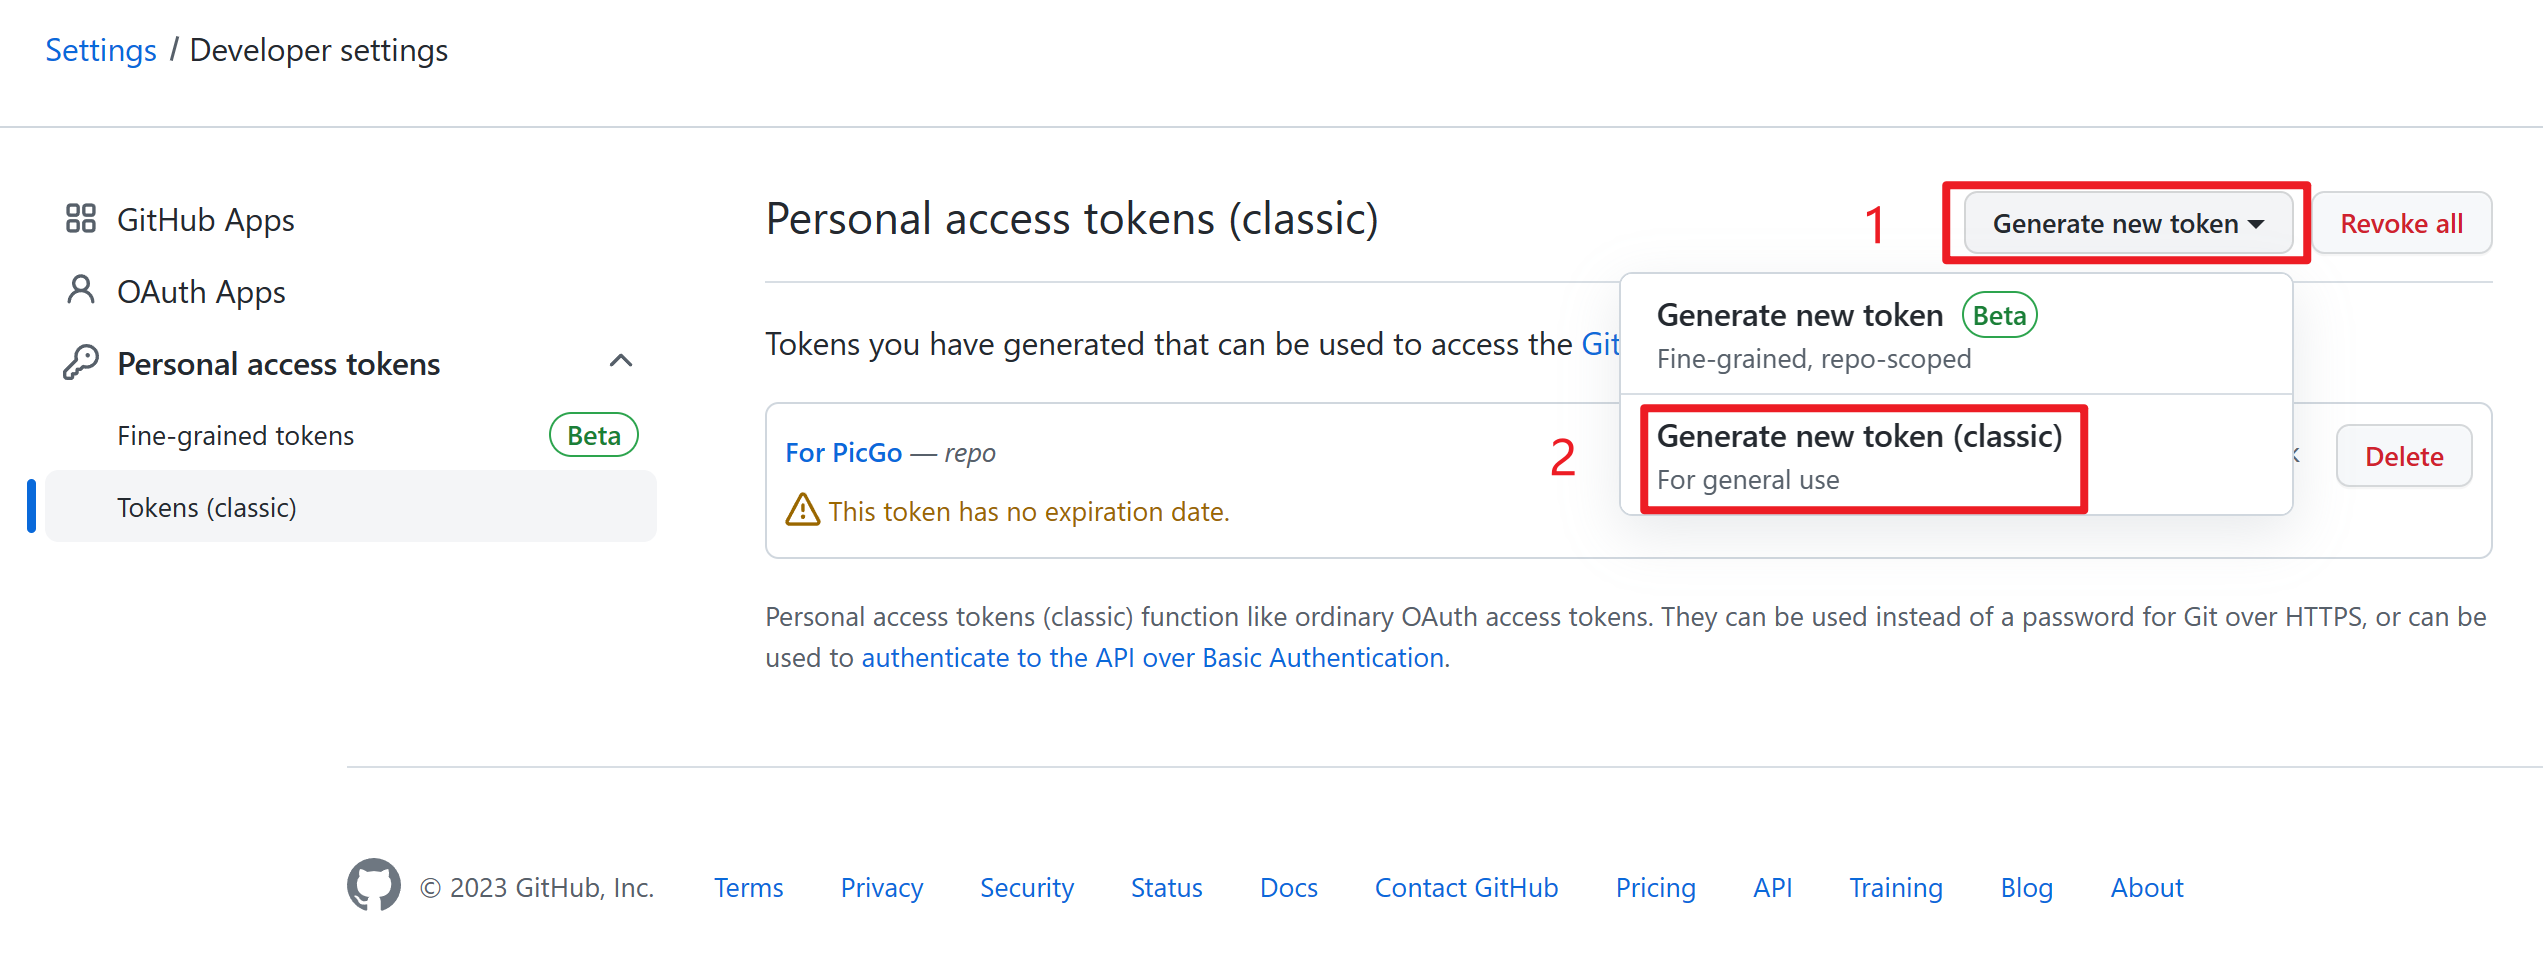 Settings / Developer settings
GitHub Apps
OAuth Apps
Personal access tokens
Fine-grained tokens Beta
Tokens (classic)
Personal access tokens (classic)
1
Generate new token
Revoke all
Generate new token Beta
Fine-grained, repo-scoped
2
Generate new token (classic)
For general use
Tokens you have generated that can be used to access the Git
For PicGo — repo
Delete
This token has no expiration date.
Personal access tokens (classic) function like ordinary OAuth access tokens. They can be used instead of a password for Git over HTTPS, or can be
used to authenticate to the API over Basic Authentication.
© 2023 GitHub, Inc. Terms Privacy Security Status Docs Contact GitHub Pricing API Training Blog About